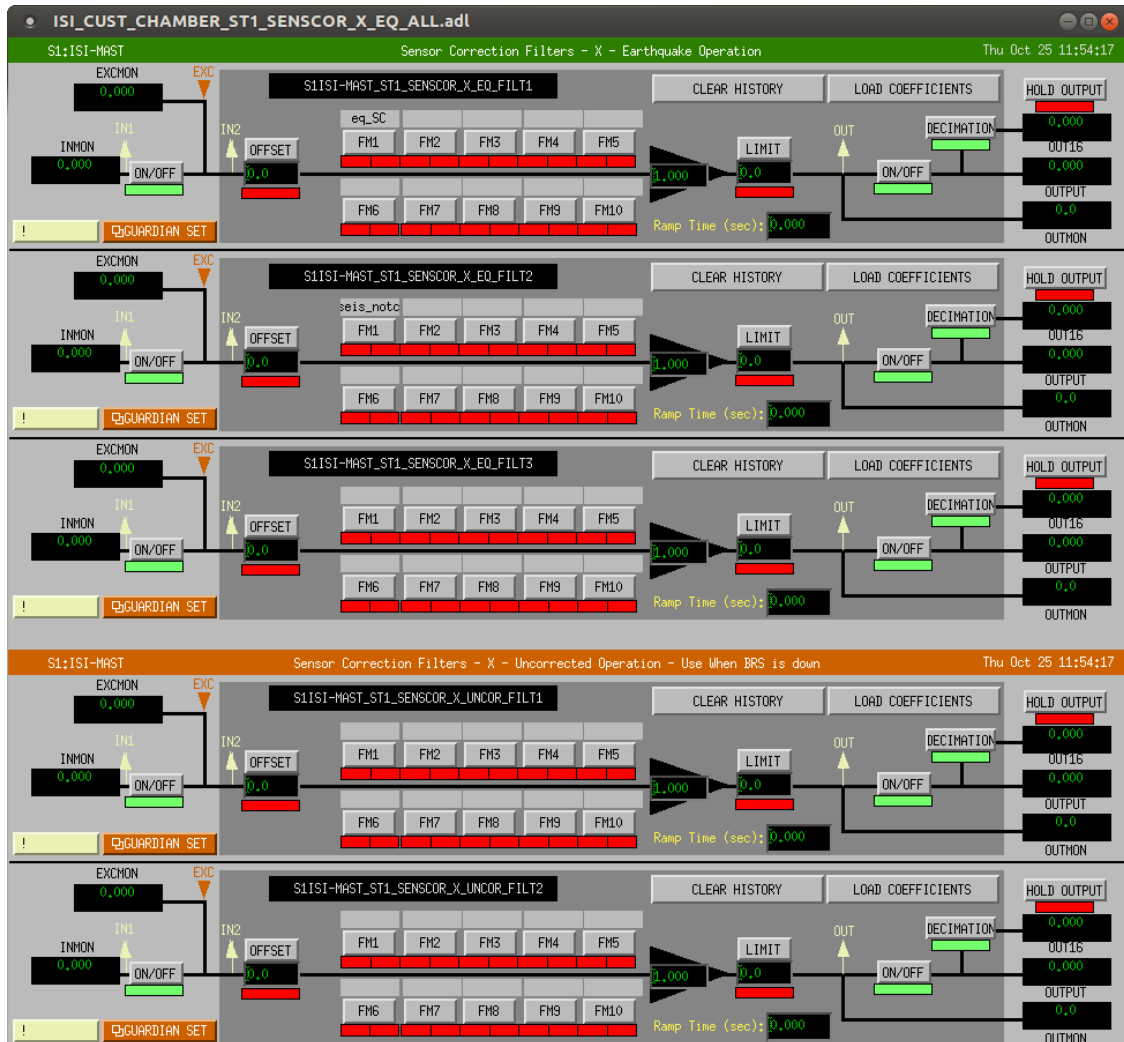 ISI_CUST_CHAMBER_ST1_SENSCOR_X_EQ_ALL.adl
S1:ISI-MAST Sensor Correction Filters - X - Earthquake Operation Thu Oct 25 11:54:17
EXCMON EXC S1ISI-MAST_ST1_SENSCOR_X_EQ_FILT1 CLEAR HISTORY LOAD COEFFICIENTS HOLD OUTPUT
0.000
eq_SC
IN1 IN2 FM1 FM2 FM3 FM4 FM5 OUT DECIMATION 0.000
INMON OFFSET LIMIT OUT16
0.000 ON/OFF 0.0 1.000 0.0 ON/OFF 0.000
OUTPUT
FM6 FM7 FM8 FM9 FM10 0.0
! GUARDIAN SET Ramp Time (sec): 0.000
OUTMON
EXCMON EXC S1ISI-MAST_ST1_SENSCOR_X_EQ_FILT2 CLEAR HISTORY LOAD COEFFICIENTS HOLD OUTPUT
0.000
seis_notc
IN1 IN2 FM1 FM2 FM3 FM4 FM5 OUT DECIMATION 0.000
INMON OFFSET LIMIT OUT16
0.000 ON/OFF 0.0 1.000 0.0 ON/OFF 0.000
OUTPUT
FM6 FM7 FM8 FM9 FM10 0.0
! GUARDIAN SET Ramp Time (sec): 0.000
OUTMON
EXCMON EXC S1ISI-MAST_ST1_SENSCOR_X_EQ_FILT3 CLEAR HISTORY LOAD COEFFICIENTS HOLD OUTPUT
0.000
IN1 IN2 FM1 FM2 FM3 FM4 FM5 OUT DECIMATION 0.000
INMON OFFSET LIMIT OUT16
0.000 ON/OFF 0.0 1.000 0.0 ON/OFF 0.000
OUTPUT
FM6 FM7 FM8 FM9 FM10 0.0
! GUARDIAN SET Ramp Time (sec): 0.000
OUTMON
S1:ISI-MAST Sensor Correction Filters - X - Uncorrected Operation - Use When BRS is down Thu Oct 25 11:54:17
EXCMON EXC S1ISI-MAST_ST1_SENSCOR_X_UNCOR_FILT1 CLEAR HISTORY LOAD COEFFICIENTS HOLD OUTPUT
0.000
IN1 IN2 FM1 FM2 FM3 FM4 FM5 OUT DECIMATION 0.000
INMON OFFSET LIMIT OUT16
0.000 ON/OFF 0.0 1.000 0.0 ON/OFF 0.000
OUTPUT
FM6 FM7 FM8 FM9 FM10 0.0
! GUARDIAN SET Ramp Time (sec): 0.000
OUTMON
EXCMON EXC S1ISI-MAST_ST1_SENSCOR_X_UNCOR_FILT2 CLEAR HISTORY LOAD COEFFICIENTS HOLD OUTPUT
0.000
IN1 IN2 FM1 FM2 FM3 FM4 FM5 OUT DECIMATION 0.000
INMON OFFSET LIMIT OUT16
0.000 ON/OFF 0.0 1.000 0.0 ON/OFF 0.000
OUTPUT
FM6 FM7 FM8 FM9 FM10 0.0
! GUARDIAN SET Ramp Time (sec): 0.000
OUTMON